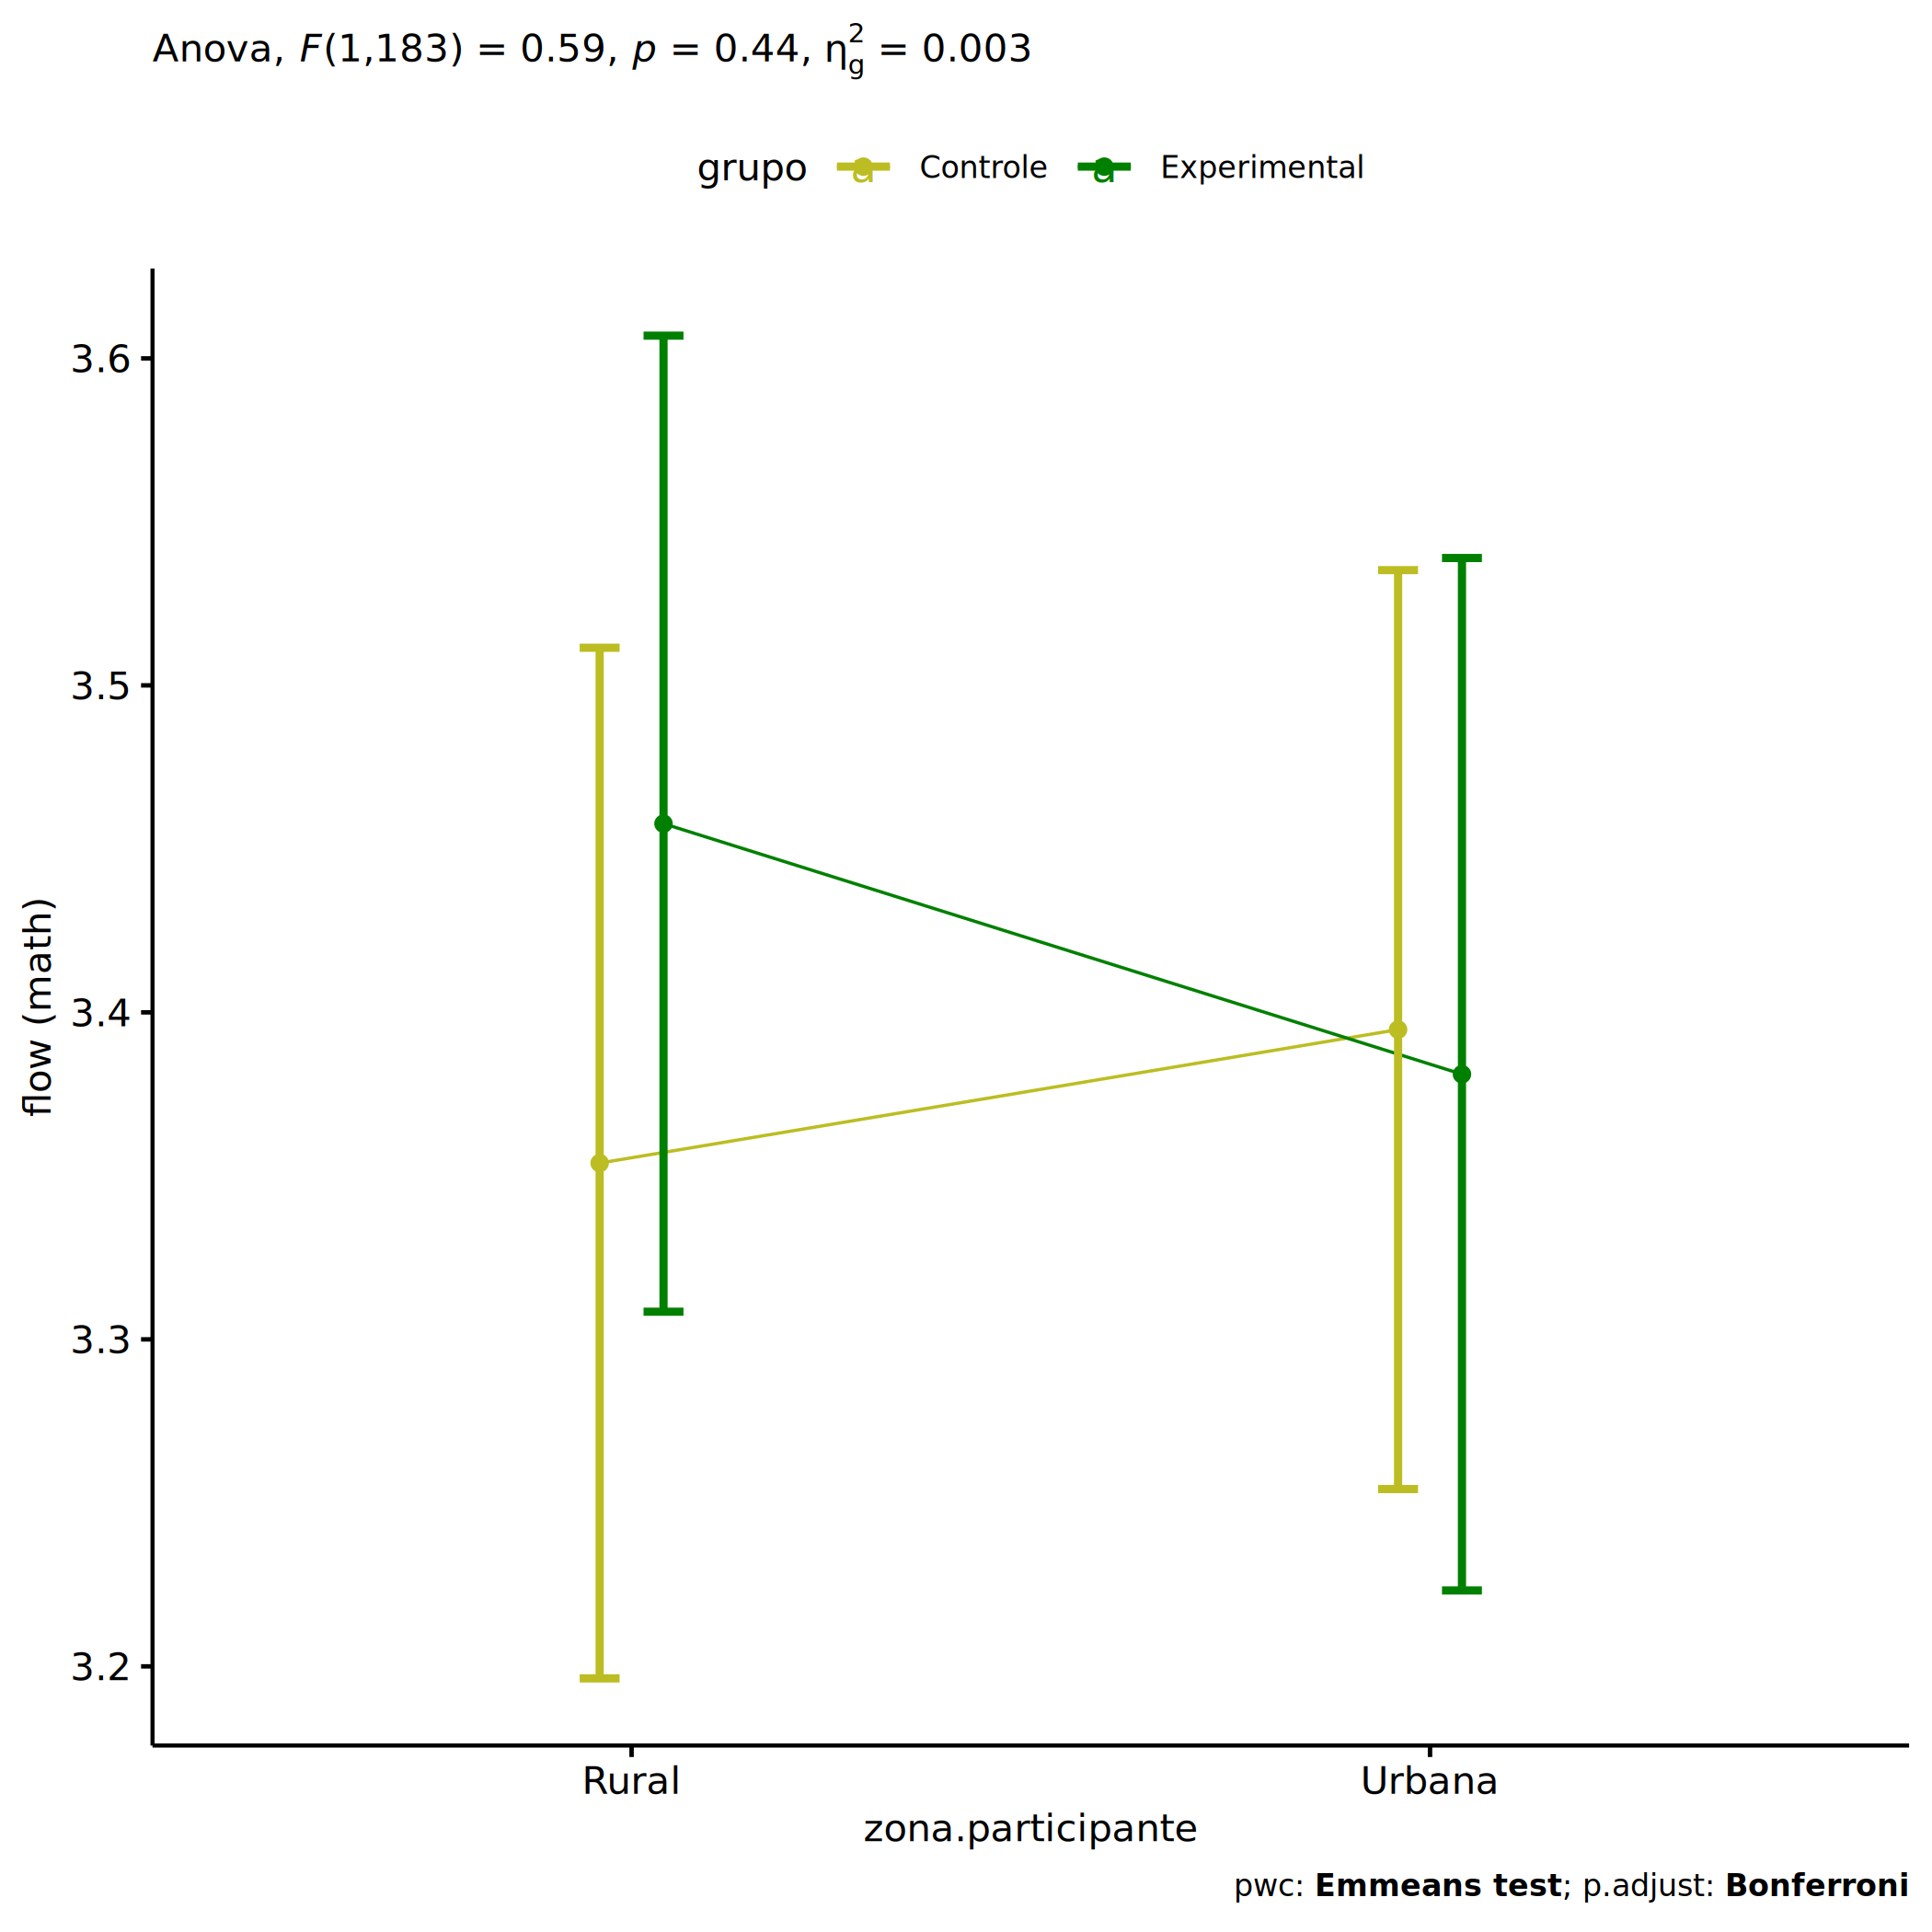 Anova, F(1,183) = 0.59, p = 0.44, η²g = 0.003
grupo a Controle a Experimental
3.6
3.5
3.4
3.3
3.2
flow (math)
Rural Urbana
zona.participante
pwc: Emmeans test; p.adjust: Bonferroni